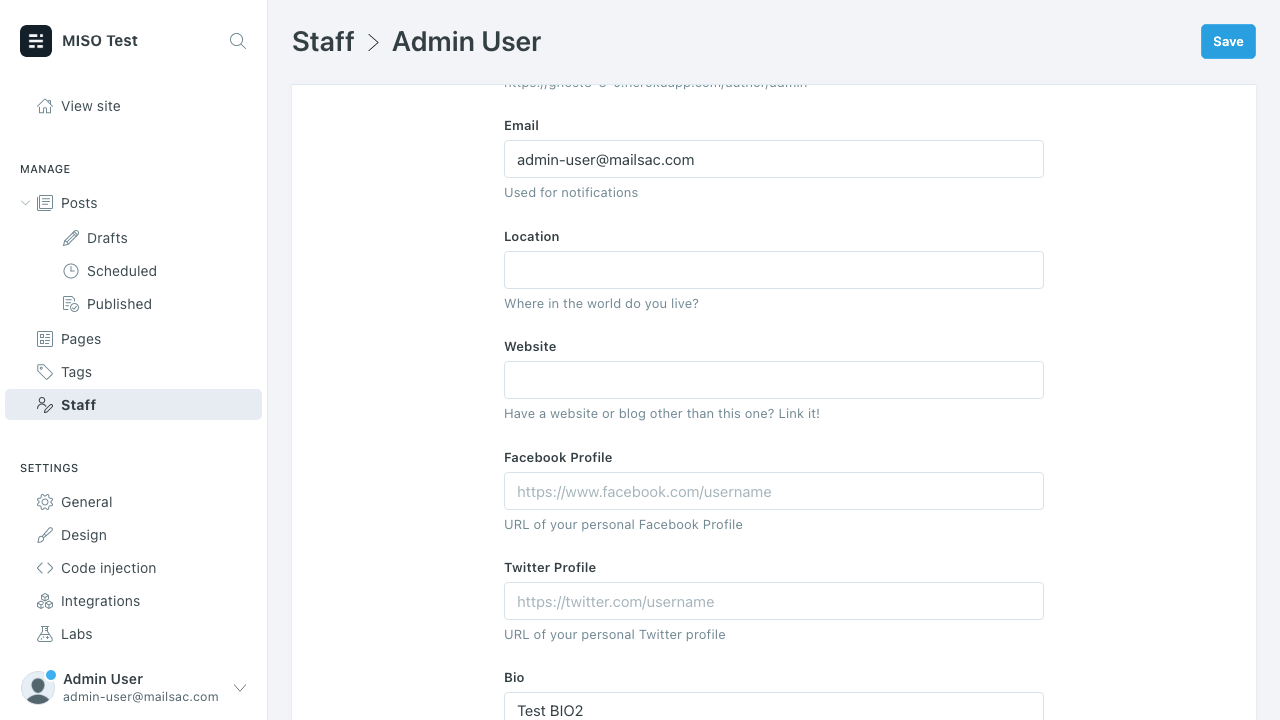 MISO Test
Staff
Admin User
Save
View site
MANAGE
Posts
Drafts
Scheduled
Published
Pages
Tags
Staff
SETTINGS
General
Design
Code injection
Integrations
Labs
Admin User
admin-user@mailsac.com
Email
admin-user@mailsac.com
Used for notifications
Location
Where in the world do you live?
Website
Have a website or blog other than this one? Link it!
Facebook Profile
https://www.facebook.com/username
URL of your personal Facebook Profile
Twitter Profile
https://twitter.com/username
URL of your personal Twitter profile
Bio
Test BIO2